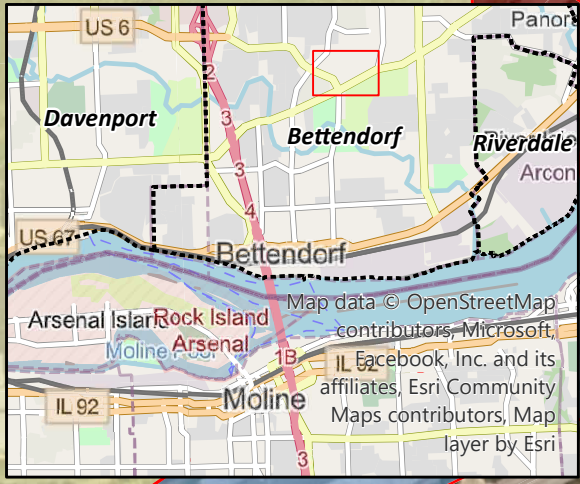 Panor
US 6
2
Davenport
3
Bettendorf
Riverdale
Arcon
3
4
US 67
Bettendorf
Map data © OpenStreetMap
contributors, Microsoft,
Facebook, Inc. and its
affiliates, Esri Community
Maps contributors, Map
layer by Esri
Arsenal Island
Rock Island
Arsenal
Moline Pool
1B
IL 92
IL 92
Moline
3